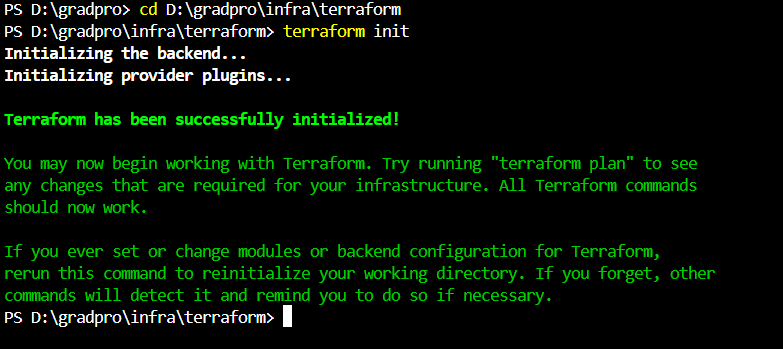 PS D:\gradpro> cd D:\gradpro\infra\terraform
PS D:\gradpro\infra\terraform> terraform init
Initializing the backend...
Initializing provider plugins...
Terraform has been successfully initialized!
You may now begin working with Terraform. Try running "terraform plan" to see
any changes that are required for your infrastructure. All Terraform commands
should now work.
If you ever set or change modules or backend configuration for Terraform,
rerun this command to reinitialize your working directory. If you forget, other
commands will detect it and remind you to do so if necessary.
PS D:\gradpro\infra\terraform>